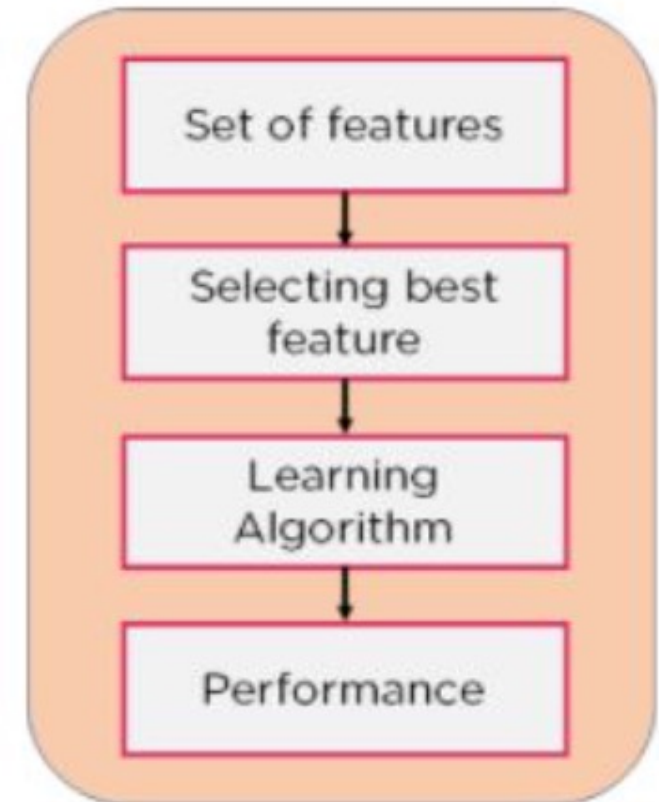 Set of features
Selecting best
feature
Learning
Algorithm
Performance